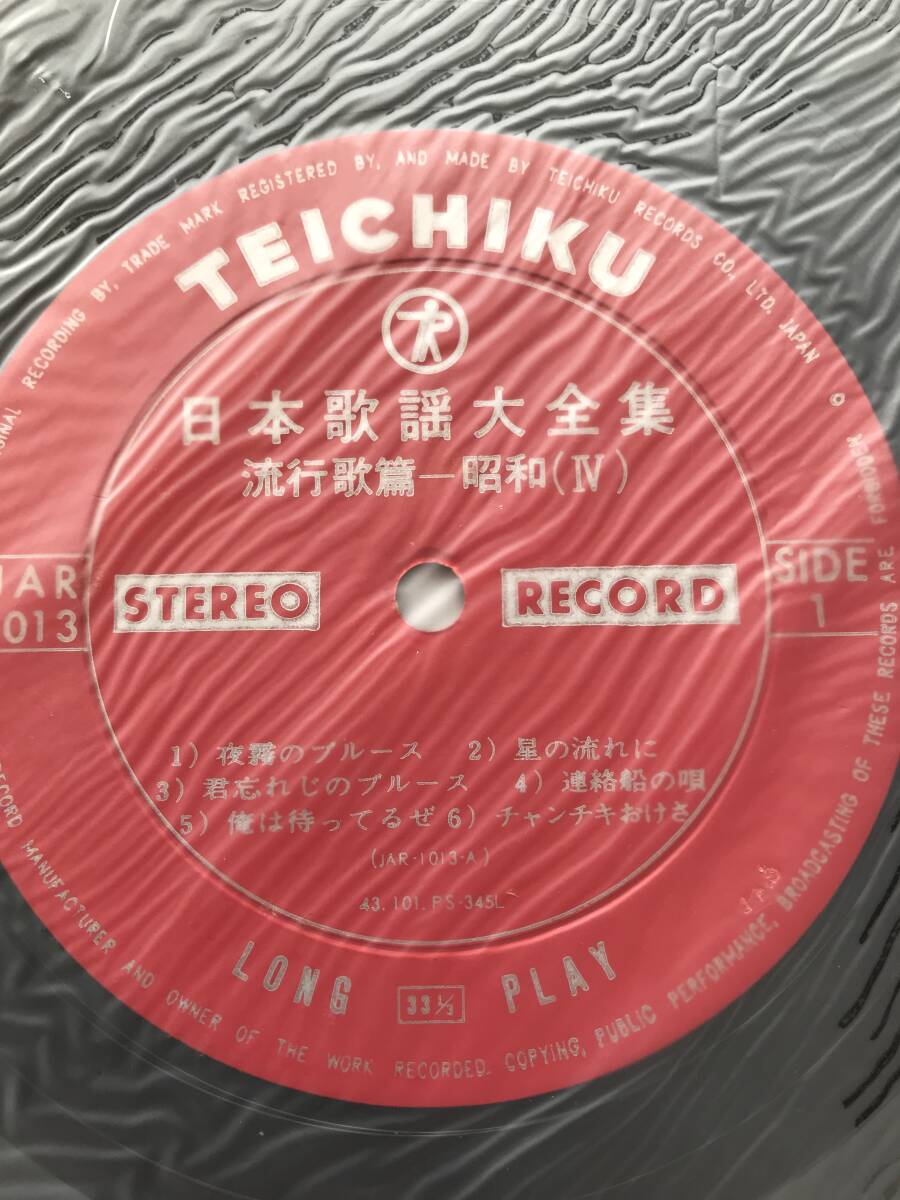 ORIGINAL RECORDING BY, TRADE MARK REGISTERED BY, AND MADE BY TEICHIKU RECORDS CO., LTD. JAPAN
TEICHIKU
日本歌謡大全集
流行歌篇―昭和(Ⅳ)
JAR
1013
STEREO
RECORD
SIDE
1
1) 夜霧のブルース 2) 星の流れに
3) 君忘れじのブルース 4) 連絡船の唄
5) 俺は待ってるぜ 6) チャンチキおけさ
(JAR-1013-A)
43.101.PS-345L
LONG 33⅓ PLAY
RECORD MANUFACTURER AND OWNER OF THE WORK RECORDED. COPYING, PUBLIC PERFORMANCE, BROADCASTING OF THESE RECORDS ARE FORBIDDEN